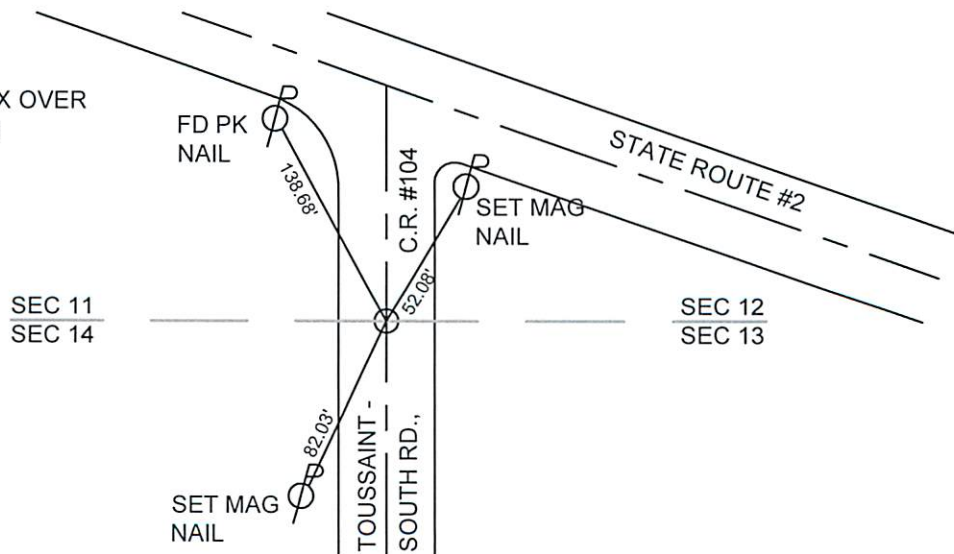 X OVER
FD PK
NAIL
138.68'
C.R. #104
STATE ROUTE #2
SET MAG
NAIL
52.08'
SEC 11
SEC 14
SEC 12
SEC 13
82.03'
SET MAG
NAIL
TOUSSAINT -
SOUTH RD.,
P
P
P